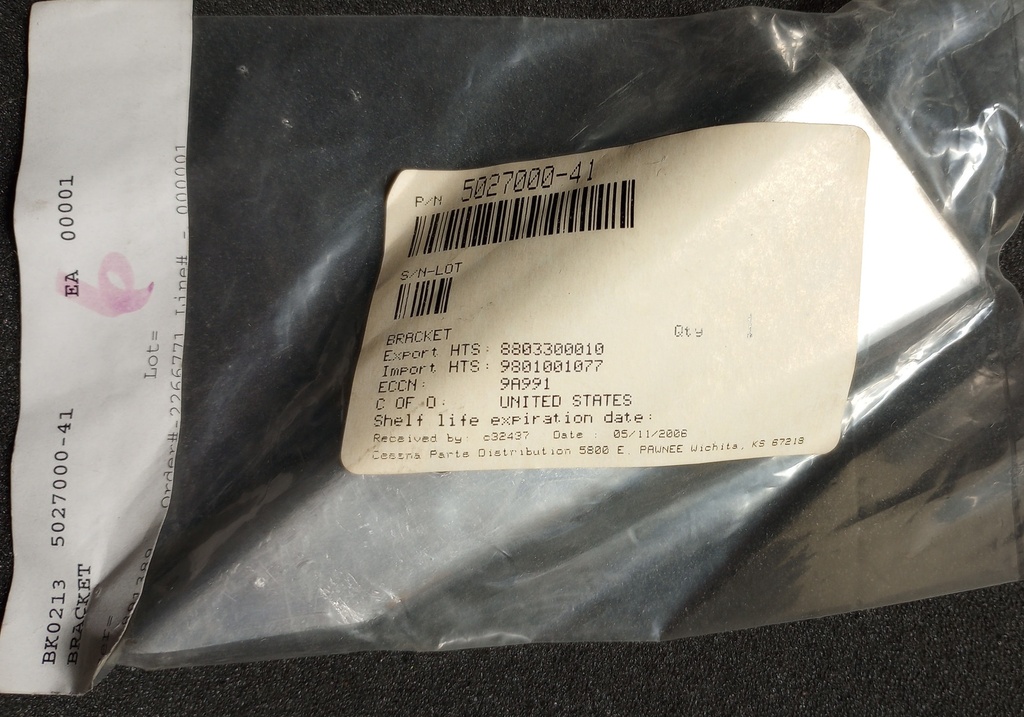 BK0213 5027000-41 EA 00001
BRACKET
Lot=
Order#-2266771 Line# - 000001
P/N 5027000-41
S/N-LOT
BRACKET Qty
Export HTS: 8803300010
Import HTS: 9801001077
ECCN: 9A991
C OF O: UNITED STATES
Shelf life expiration date:
Received by: c32437 Date : 05/11/2006
Cessna Parts Distribution 5800 E. PAWNEE Wichita, KS 67218